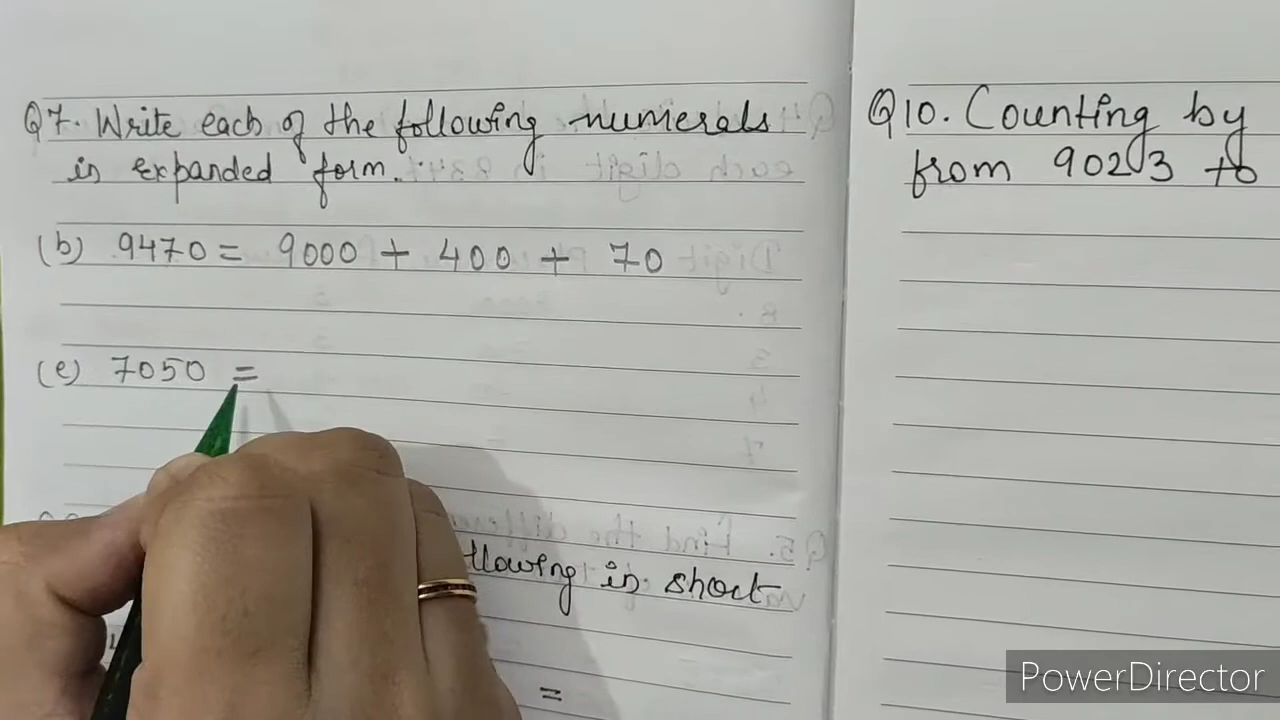 Q7. Write each of the following numerals
in expanded form.
(b) 9470 = 9000 + 400 + 70
(e) 7050 =
llowing in short
=
Q10. Counting by
from 9023 to
PowerDirector